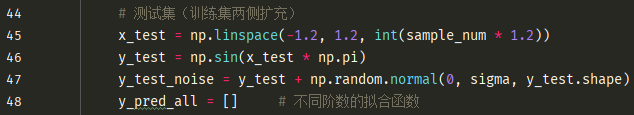 44 # 测试集（训练集两侧扩充）
45 x_test = np.linspace(-1.2, 1.2, int(sample_num * 1.2))
46 y_test = np.sin(x_test * np.pi)
47 y_test_noise = y_test + np.random.normal(0, sigma, y_test.shape)
48 y_pred_all = [] # 不同阶数的拟合函数